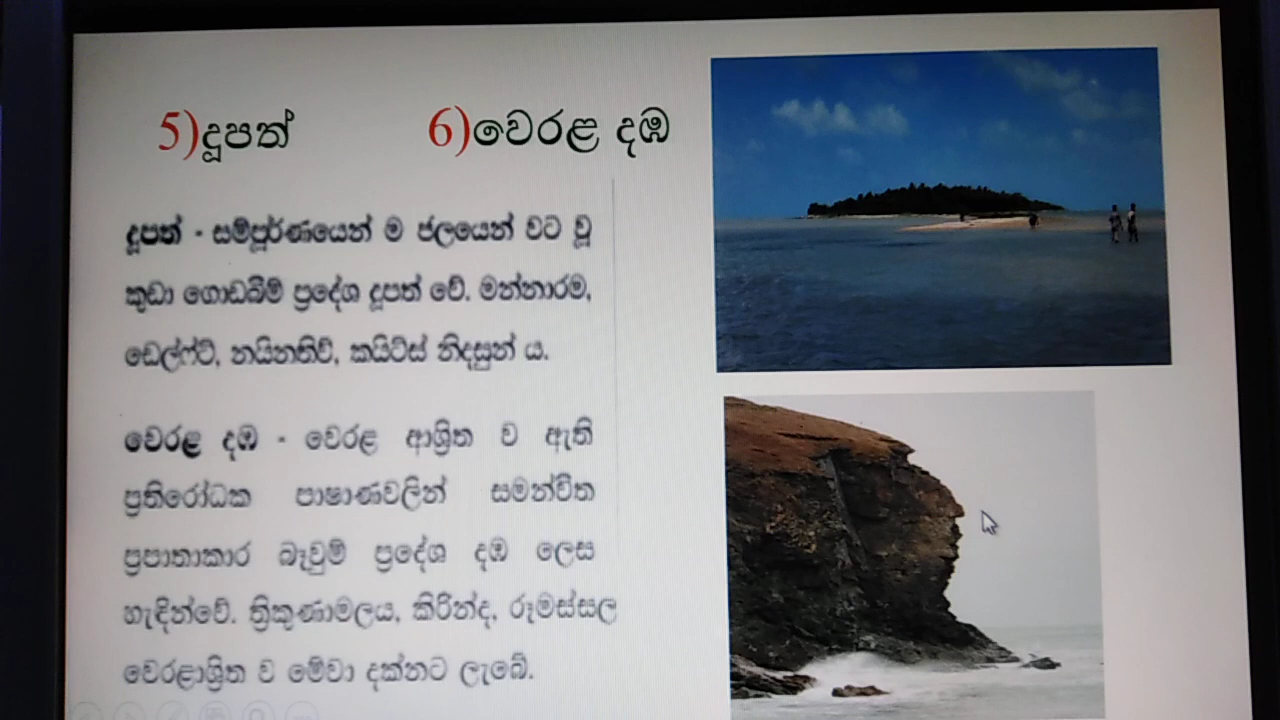 5)දූපත් 6)වෙරළ දඹ
දූපත් - සම්පූර්ණයෙන් ම ජලයෙන් වට වූ
කුඩා ගොඩබිම් ප්‍රදේශ දූපත් වේ. මන්නාරම,
ඩෙල්ෆ්ට්, නයිනතිව්, කයිට්ස් නිදසුන් ය.
වෙරළ දඹ - වෙරළ ආශ්‍රිත ව ඇති
ප්‍රතිරෝධක පාෂාණවලින් සමන්විත
ප්‍රපාතාකාර බෑවුම් ප්‍රදේශ දඹ ලෙස
හැඳින්වේ. ත්‍රිකුණාමලය, කිරින්ද, රූමස්සල
වෙරළාශ්‍රිත ව මේවා දක්නට ලැබේ.